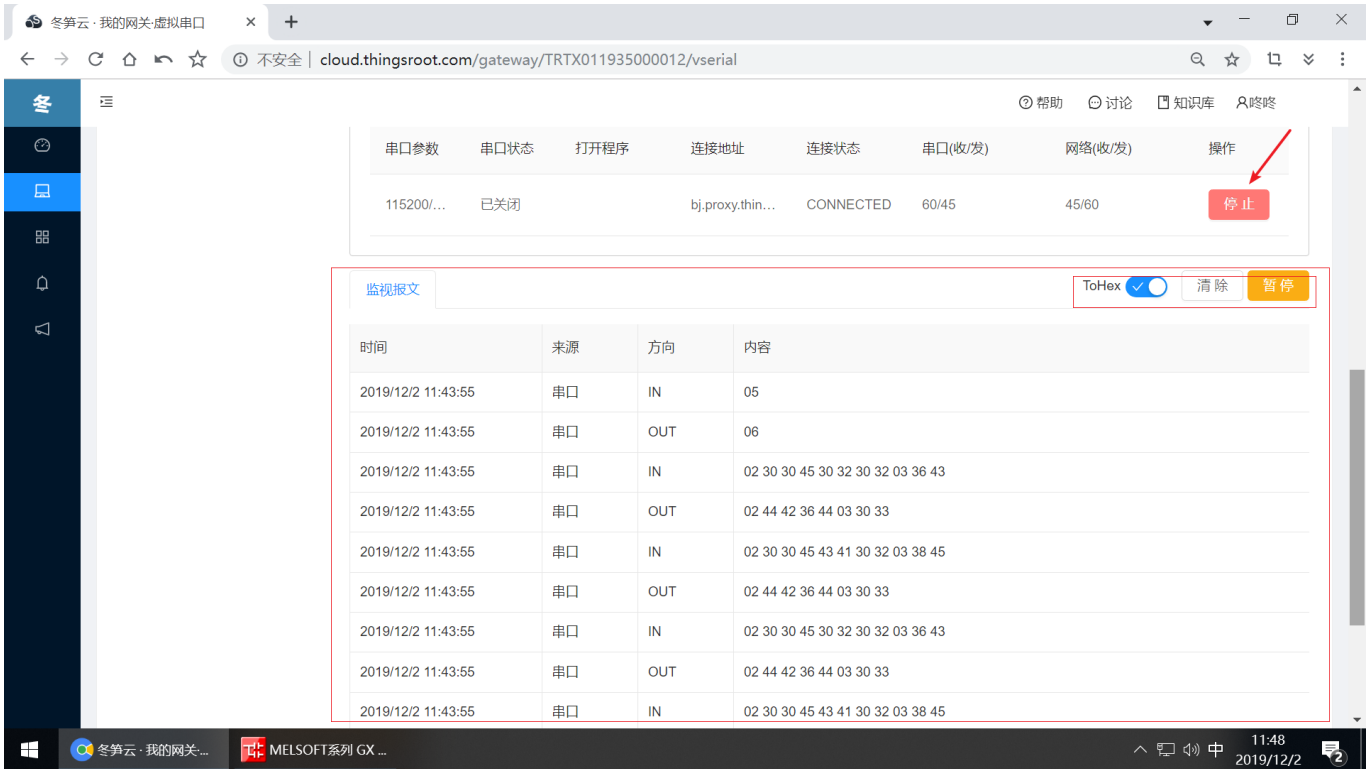 冬笋云 · 我的网关·虚拟串口
不安全 | cloud.thingsroot.com/gateway/TRTX011935000012/vserial
冬
帮助 讨论 知识库 咚咚
串口参数 串口状态 打开程序 连接地址 连接状态 串口(收/发) 网络(收/发) 操作
115200/... 已关闭 bj.proxy.thin... CONNECTED 60/45 45/60 停 止
监视报文 ToHex 清 除 暂 停
时间 来源 方向 内容
2019/12/2 11:43:55 串口 IN 05
2019/12/2 11:43:55 串口 OUT 06
2019/12/2 11:43:55 串口 IN 02 30 30 45 30 32 30 32 03 36 43
2019/12/2 11:43:55 串口 OUT 02 44 42 36 44 03 30 33
2019/12/2 11:43:55 串口 IN 02 30 30 45 43 41 30 32 03 38 45
2019/12/2 11:43:55 串口 OUT 02 44 42 36 44 03 30 33
2019/12/2 11:43:55 串口 IN 02 30 30 45 30 32 30 32 03 36 43
2019/12/2 11:43:55 串口 OUT 02 44 42 36 44 03 30 33
2019/12/2 11:43:55 串口 IN 02 30 30 45 43 41 30 32 03 38 45
冬笋云 · 我的网关·... MELSOFT系列 GX ... 中 11:48
2019/12/2 2